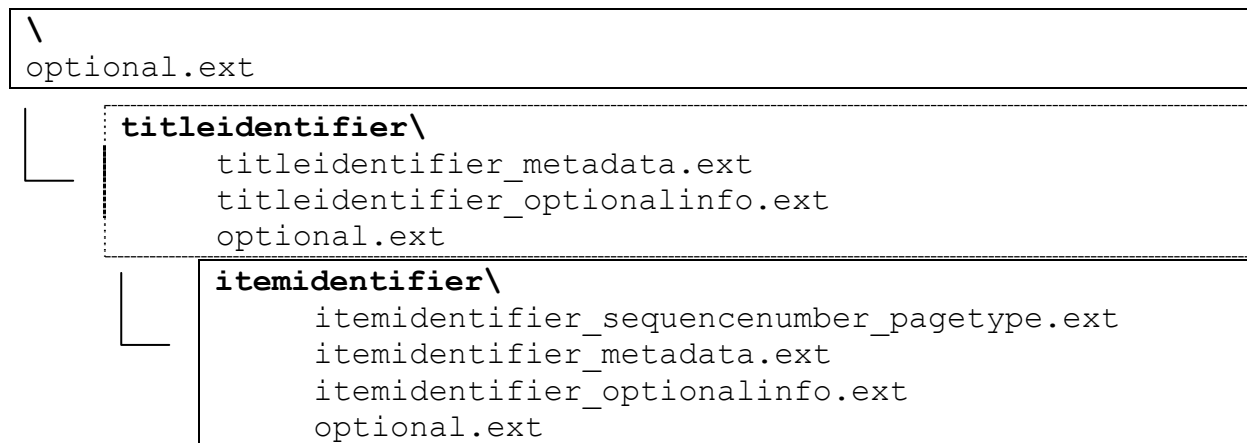 \
optional.ext
titleidentifier\
titleidentifier_metadata.ext
titleidentifier_optionalinfo.ext
optional.ext
itemidentifier\
itemidentifier_sequencenumber_pagetype.ext
itemidentifier_metadata.ext
itemidentifier_optionalinfo.ext
optional.ext